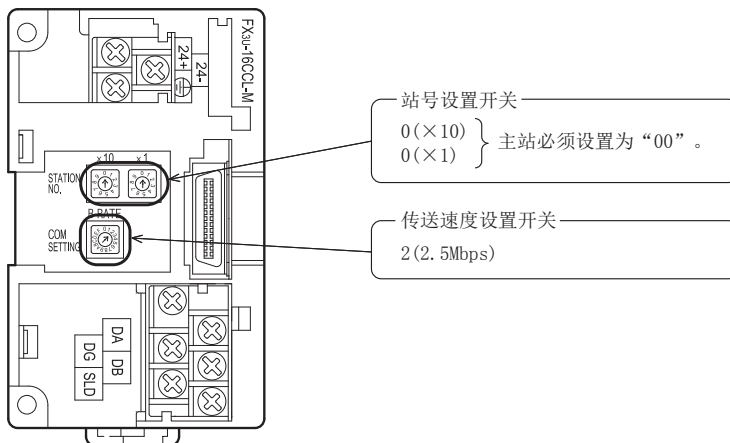 FX3U-16CCL-M
24+
24-
×10 ×1
STATION NO.
B RATE
COM SETTING
DA
DG
DB
SLD
站号设置开关
0(×10)
0(×1)
主站必须设置为“00”。
传送速度设置开关
2(2.5Mbps)